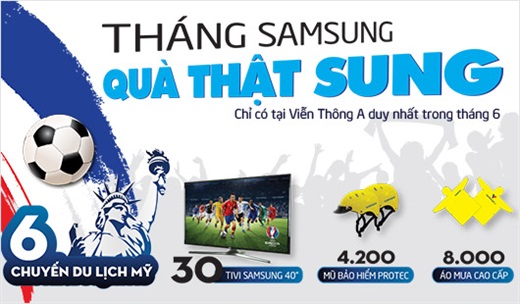 THÁNG SAMSUNG
QUÀ THẬT SUNG
Chỉ có tại Viễn Thông A duy nhất trong tháng 6
6
CHUYẾN DU LỊCH MỸ
30
TIVI SAMSUNG 40"
4.200
MŨ BẢO HIỂM PROTEC
8.000
ÁO MƯA CAO CẤP